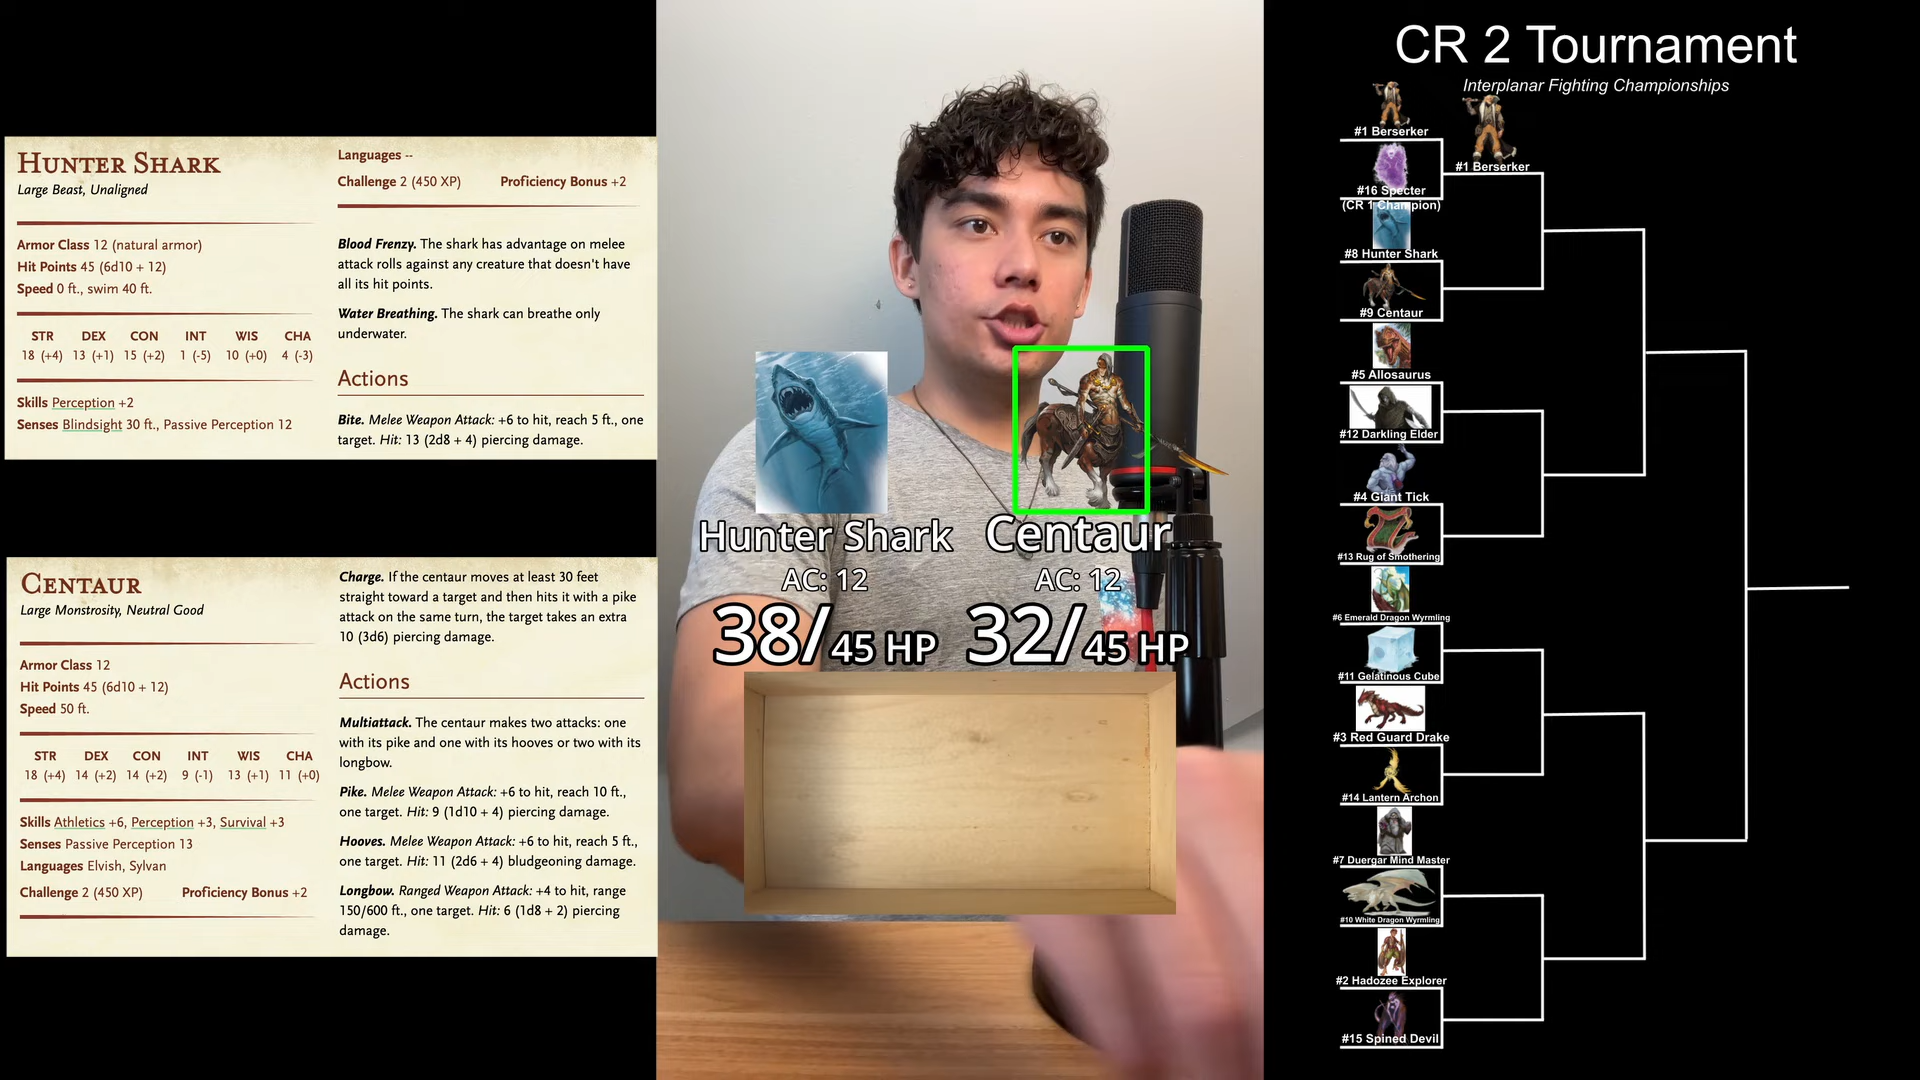 HUNTER SHARK
Large Beast, Unaligned
Armor Class 12 (natural armor)
Hit Points 45 (6d10 + 12)
Speed 0 ft., swim 40 ft.
STR DEX CON INT WIS CHA
18 (+4) 13 (+1) 15 (+2) 1 (-5) 10 (+0) 4 (-3)
Skills Perception +2
Senses Blindsight 30 ft., Passive Perception 12
Languages --
Challenge 2 (450 XP) Proficiency Bonus +2
Blood Frenzy. The shark has advantage on melee
attack rolls against any creature that doesn't have
all its hit points.
Water Breathing. The shark can breathe only
underwater.
Actions
Bite. Melee Weapon Attack: +6 to hit, reach 5 ft., one
target. Hit: 13 (2d8 + 4) piercing damage.
CENTAUR
Large Monstrosity, Neutral Good
Armor Class 12
Hit Points 45 (6d10 + 12)
Speed 50 ft.
STR DEX CON INT WIS CHA
18 (+4) 14 (+2) 14 (+2) 9 (-1) 13 (+1) 11 (+0)
Skills Athletics +6, Perception +3, Survival +3
Senses Passive Perception 13
Languages Elvish, Sylvan
Challenge 2 (450 XP) Proficiency Bonus +2
Charge. If the centaur moves at least 30 feet
straight toward a target and then hits it with a pike
attack on the same turn, the target takes an extra
10 (3d6) piercing damage.
Actions
Multiattack. The centaur makes two attacks: one
with its pike and one with its hooves or two with its
longbow.
Pike. Melee Weapon Attack: +6 to hit, reach 10 ft.,
one target. Hit: 9 (1d10 + 4) piercing damage.
Hooves. Melee Weapon Attack: +6 to hit, reach 5 ft.,
one target. Hit: 11 (2d6 + 4) bludgeoning damage.
Longbow. Ranged Weapon Attack: +4 to hit, range
150/600 ft., one target. Hit: 6 (1d8 + 2) piercing
damage.
Hunter Shark
AC: 12
38/45 HP
Centaur
AC: 12
32/45 HP
CR 2 Tournament
Interplanar Fighting Championships
#1 Berserker
#1 Berserker
#16 Specter
(CR 1 Champion)
#8 Hunter Shark
#9 Centaur
#5 Allosaurus
#12 Darkling Elder
#4 Giant Tick
#13 Rug of Smothering
#6 Emerald Dragon Wyrmling
#11 Gelatinous Cube
#3 Red Guard Drake
#14 Lantern Archon
#7 Duergar Mind Master
#10 White Dragon Wyrmling
#2 Hadozee Explorer
#15 Spined Devil